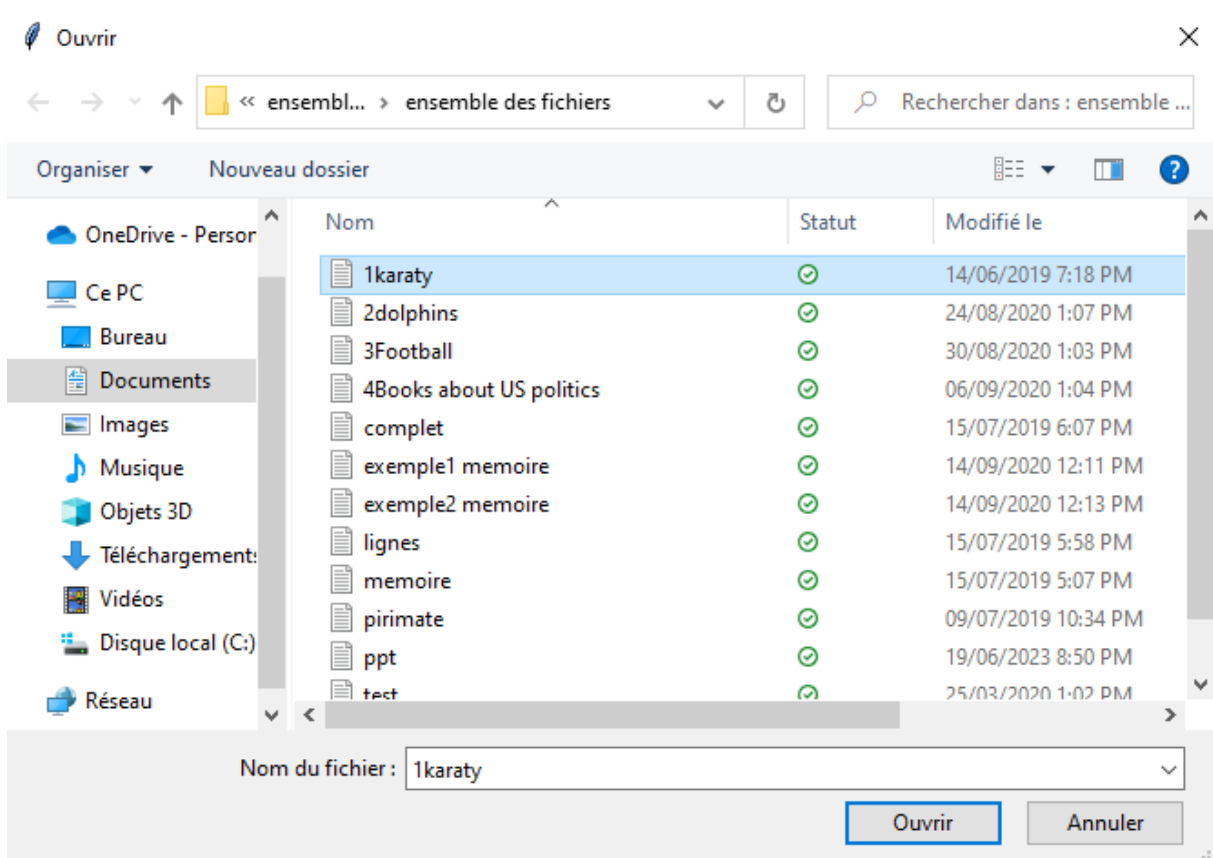 Ouvrir
« ensembl... › ensemble des fichiers
Rechercher dans : ensemble ...
Organiser Nouveau dossier
?
Nom Statut Modifié le
OneDrive - Person
Ce PC
Bureau
Documents
Images
Musique
Objets 3D
Téléchargements
Vidéos
Disque local (C:)
Réseau
1karaty 14/06/2019 7:18 PM
2dolphins 24/08/2020 1:07 PM
3Football 30/08/2020 1:03 PM
4Books about US politics 06/09/2020 1:04 PM
complet 15/07/2019 6:07 PM
exemple1 memoire 14/09/2020 12:11 PM
exemple2 memoire 14/09/2020 12:13 PM
lignes 15/07/2019 5:58 PM
memoire 15/07/2019 5:07 PM
pirimate 09/07/2019 10:34 PM
ppt 19/06/2023 8:50 PM
test 25/03/2020 1:02 PM
Nom du fichier : 1karaty
Ouvrir Annuler